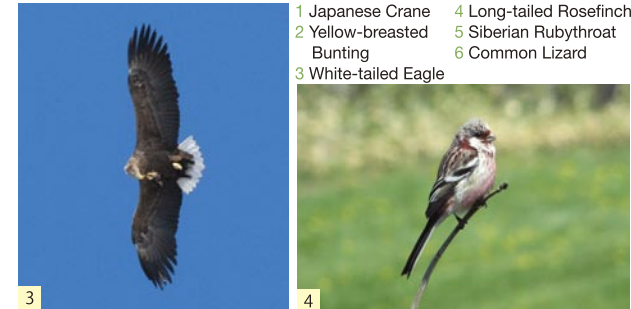 1 Japanese Crane
2 Yellow-breasted
Bunting
3 White-tailed Eagle
4 Long-tailed Rosefinch
5 Siberian Rubythroat
6 Common Lizard
3
4